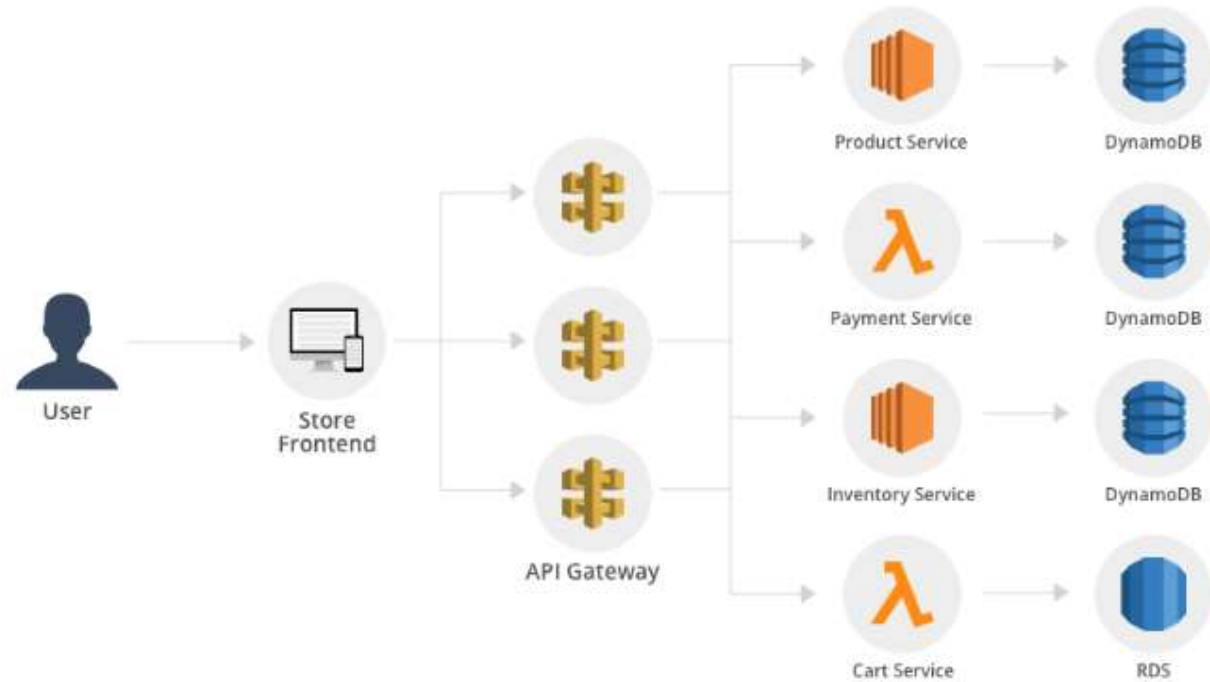 User
Store
Frontend
API Gateway
Product Service
DynamoDB
Payment Service
DynamoDB
Inventory Service
DynamoDB
Cart Service
RDS